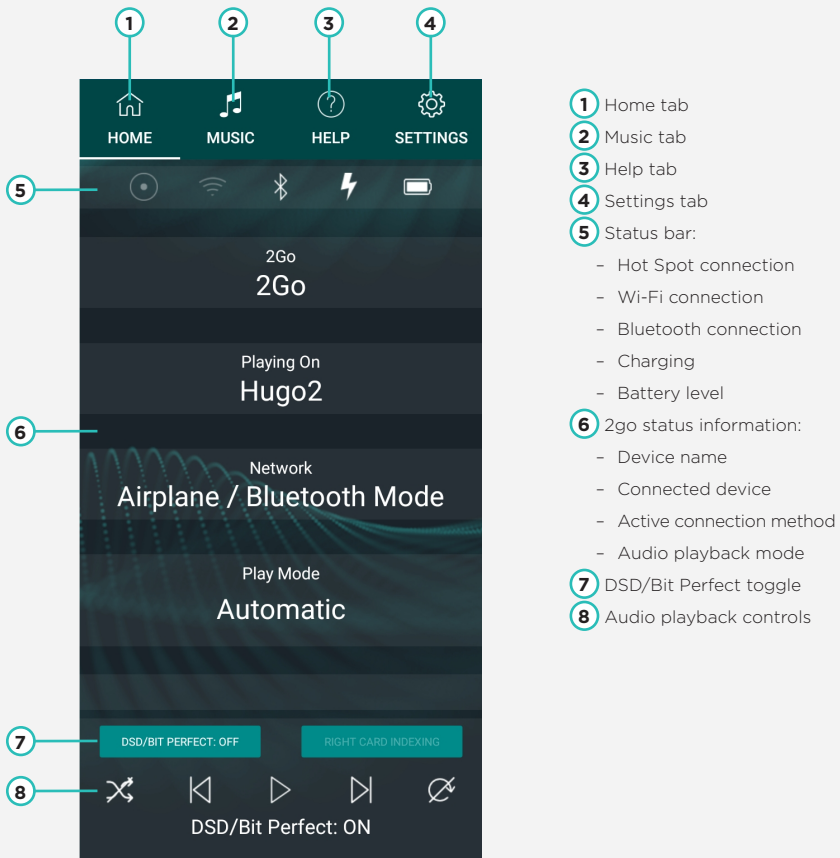 1 2 3 4
HOME MUSIC HELP SETTINGS
5
2Go
2Go
Playing On
Hugo2
6
Network
Airplane / Bluetooth Mode
Play Mode
Automatic
7 DSD/BIT PERFECT: OFF RIGHT CARD INDEXING
8
DSD/Bit Perfect: ON
1 Home tab
2 Music tab
3 Help tab
4 Settings tab
5 Status bar:
– Hot Spot connection
– Wi-Fi connection
– Bluetooth connection
– Charging
– Battery level
6 2go status information:
– Device name
– Connected device
– Active connection method
– Audio playback mode
7 DSD/Bit Perfect toggle
8 Audio playback controls